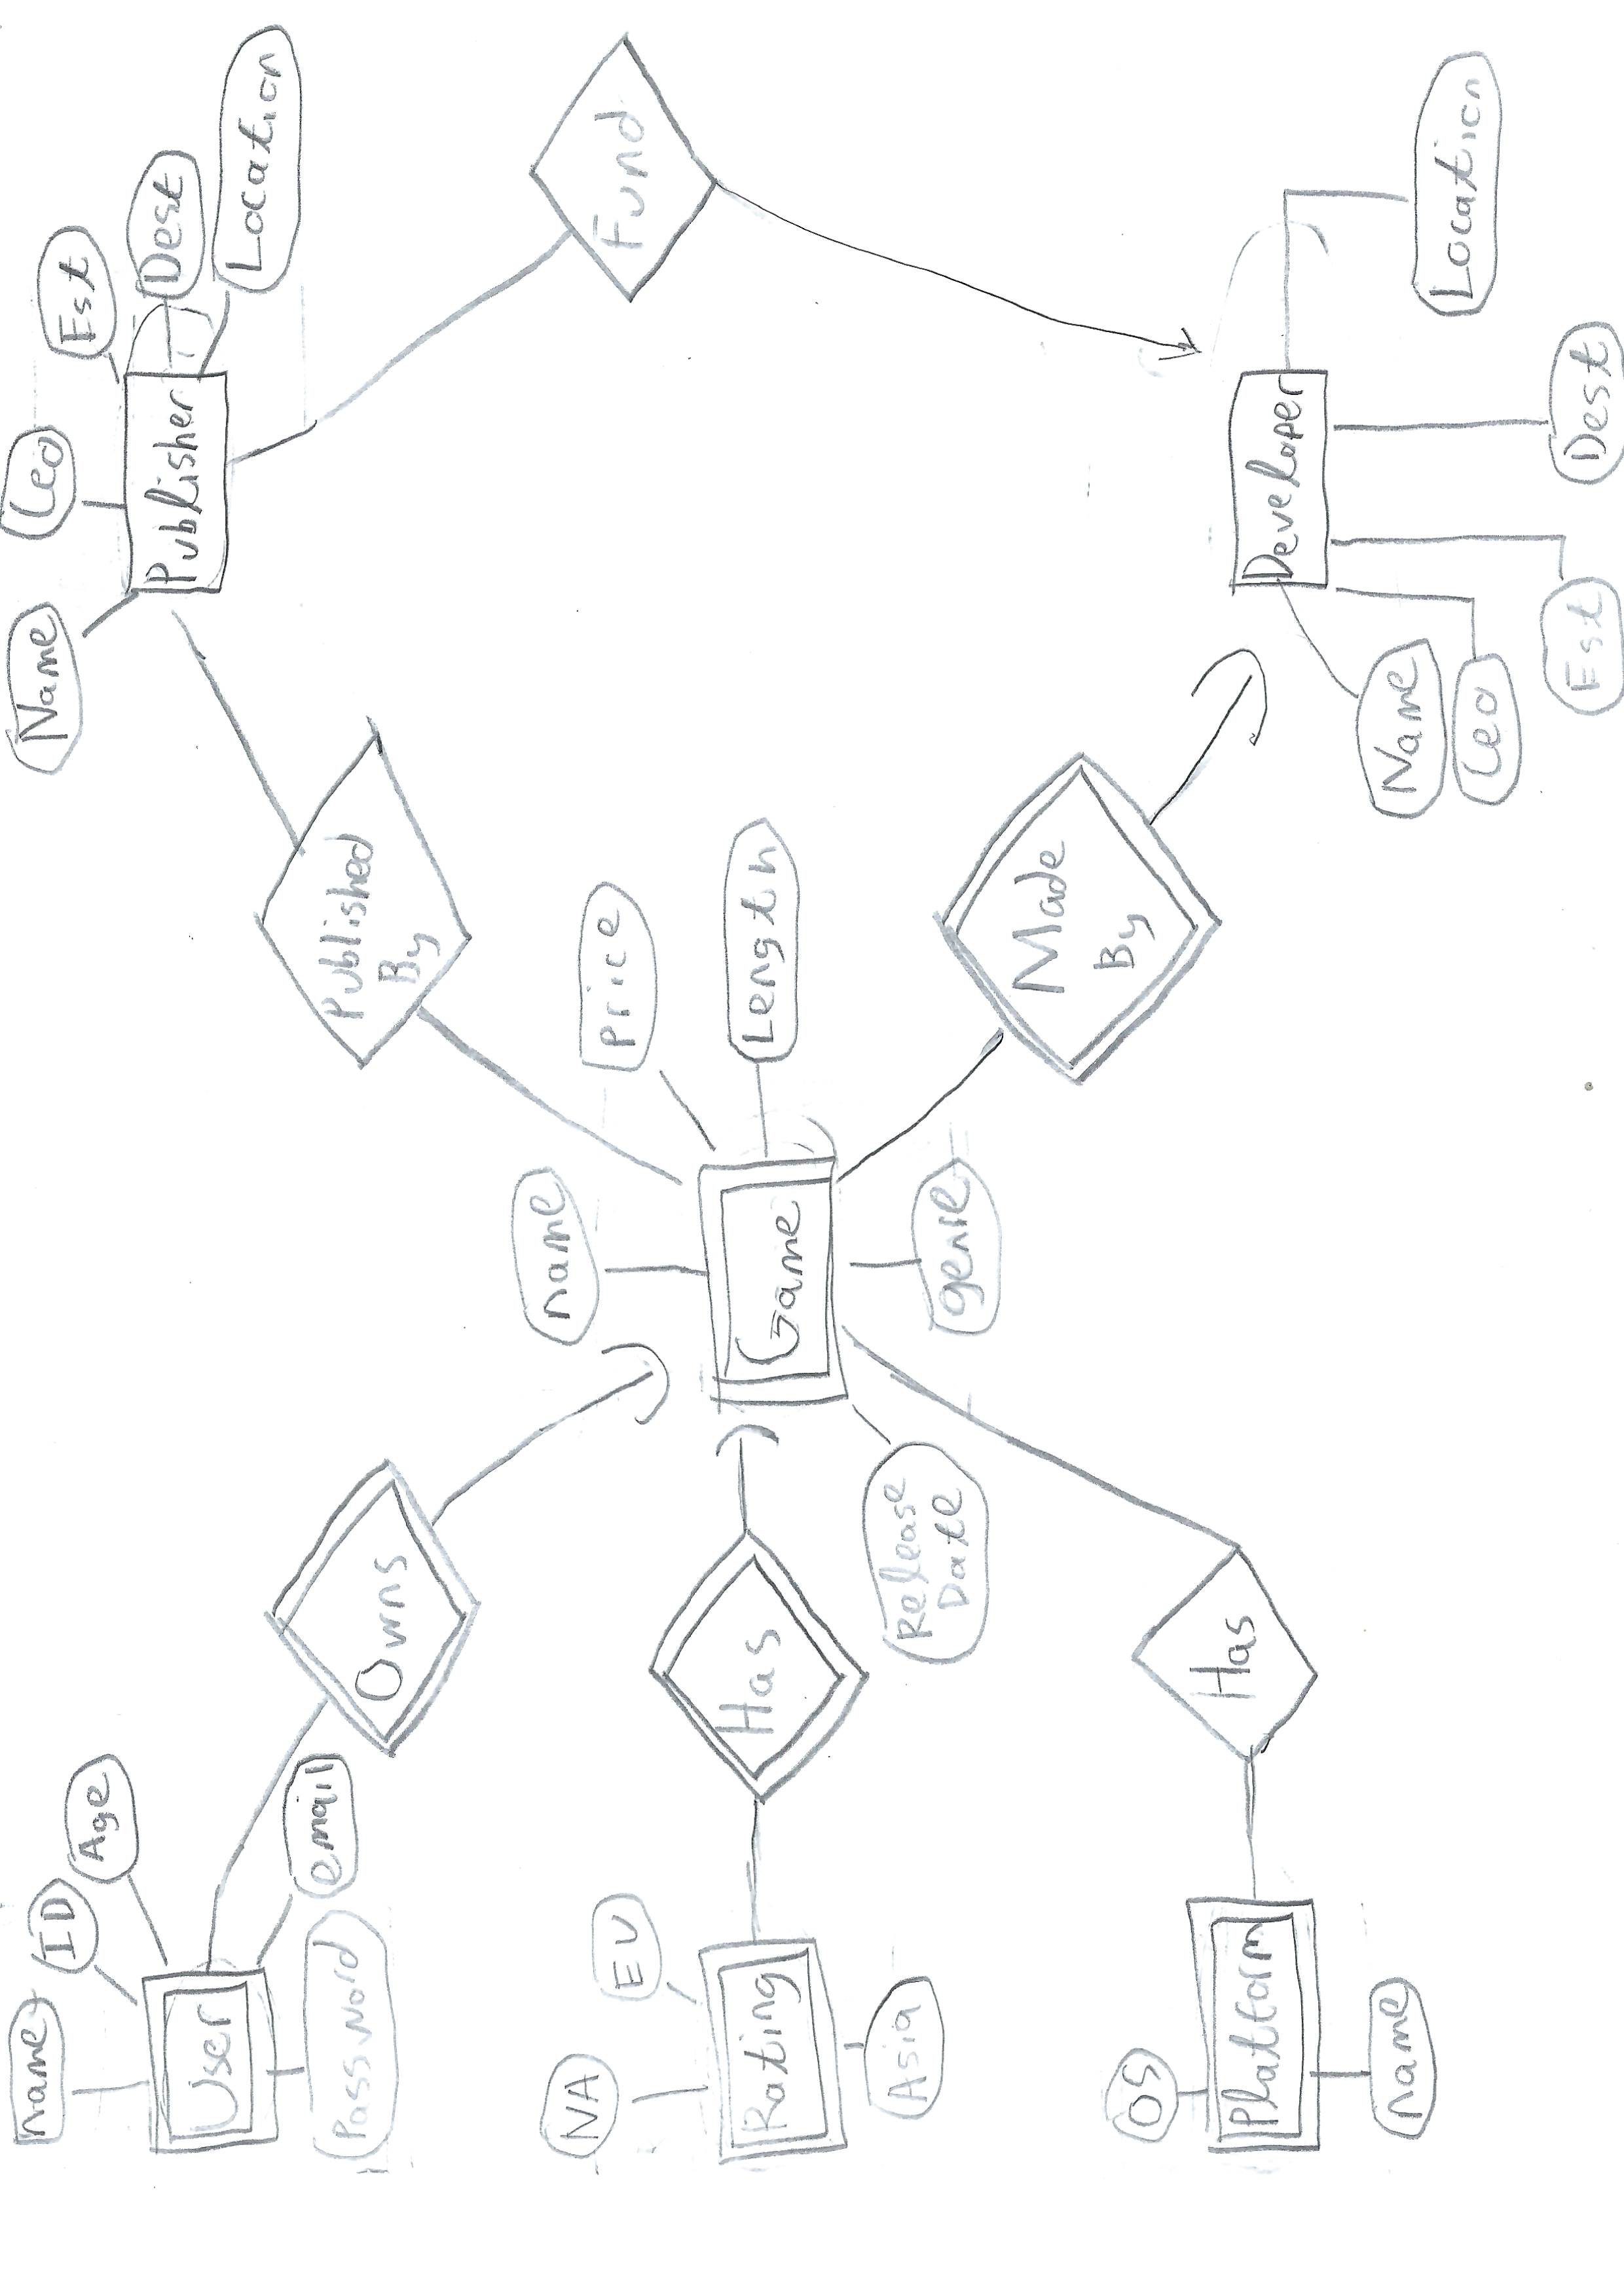 name
ID
Age
User
Password
email
Owns
Name
Ceo
Est
Publisher
Dest
Location
Published
By
Fund
NA
EU
Rating
Asia
Has
name
price
Length
Game
Release
Date
genre
Made
By
OS
Platform
name
Has
Developer
Name
Ceo
Est
Dest
Location